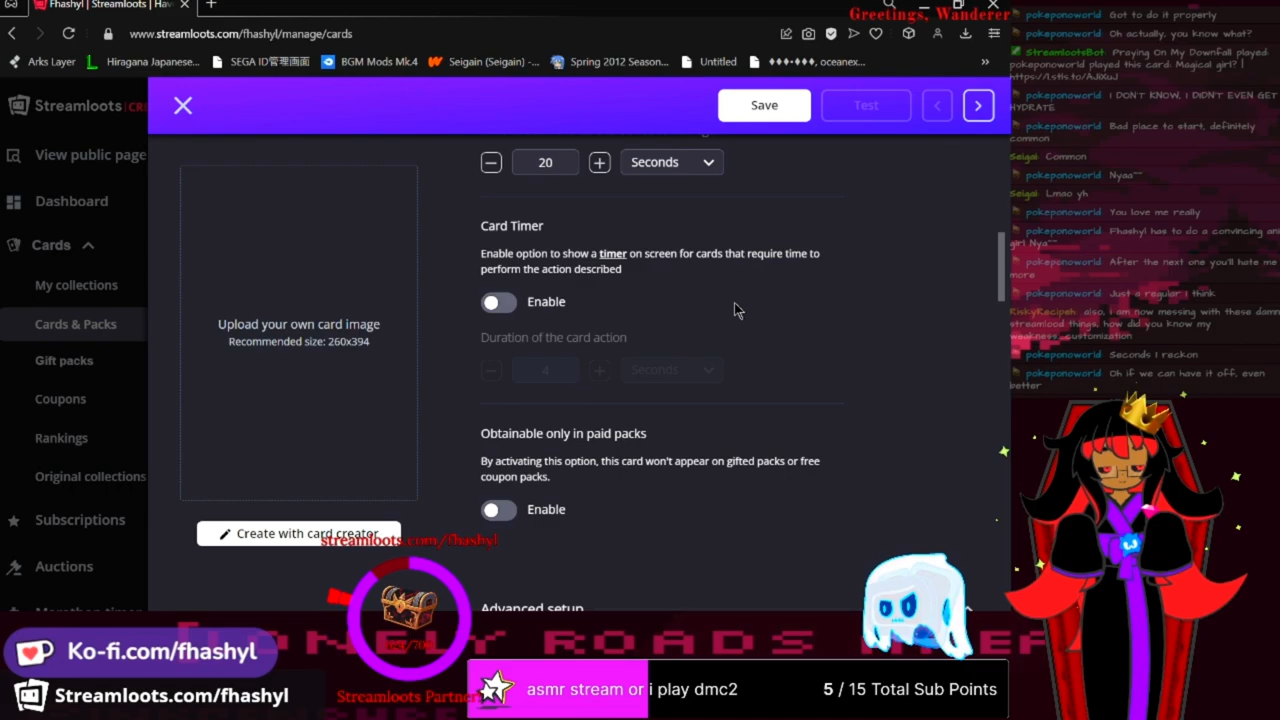 Fhashyl | Streamloots | Hav
Greetings, Wanderer
www.streamloots.com/fhashyl/manage/cards
Arks Layer
Hiragana Japanese...
SEGA ID管理画面
BGM Mods Mk.4
Seigain (Seigain) -...
Spring 2012 Season...
Untitled
♦♦♦-♦♦♦, oceanex...
»
Streamloots
View public page
Dashboard
Cards
My collections
Cards & Packs
Gift packs
Coupons
Rankings
Original collections
Subscriptions
Auctions
Marathon timer
Save
Test
Upload your own card image
Recommended size: 260x394
Create with card creator
20
Seconds
Card Timer
Enable option to show a timer on screen for cards that require time to
perform the action described
Enable
Duration of the card action
4
Seconds
Obtainable only in paid packs
By activating this option, this card won't appear on gifted packs or free
coupon packs.
Enable
Advanced setup
pokeponoworld Got to do it properly
pokeponoworld Oh actually, you know what?
StreamlootsBot Praying On My Downfall played:
pokeponoworld played this card: Magical girl? |
pokeponoworld I DON'T KNOW, I DIDN'T EVEN GET
HYDRATE
pokeponoworld Bad place to start, definitely
common
Seigai Common
pokeponoworld Nyaa~~
Seigai Lmao yh
pokeponoworld You love me really
pokeponoworld Fhashyl has to do a convincing an
girl Nya~~
pokeponoworld After the next one you'll hate me
more
pokeponoworld Just a regular I think
RiskyRecipeh also, i am now messing with these damn
streamlood things, how did you know my
weakness: customization
pokeponoworld Seconds I reckon
pokeponoworld Oh if we can have it off, even
better
streamloots.com/fhashyl
Streamloots Partner
Ko-fi.com/fhashyl
Streamloots.com/fhashyl
LONELY ROADS
asmr stream or i play dmc2
5 / 15 Total Sub Points